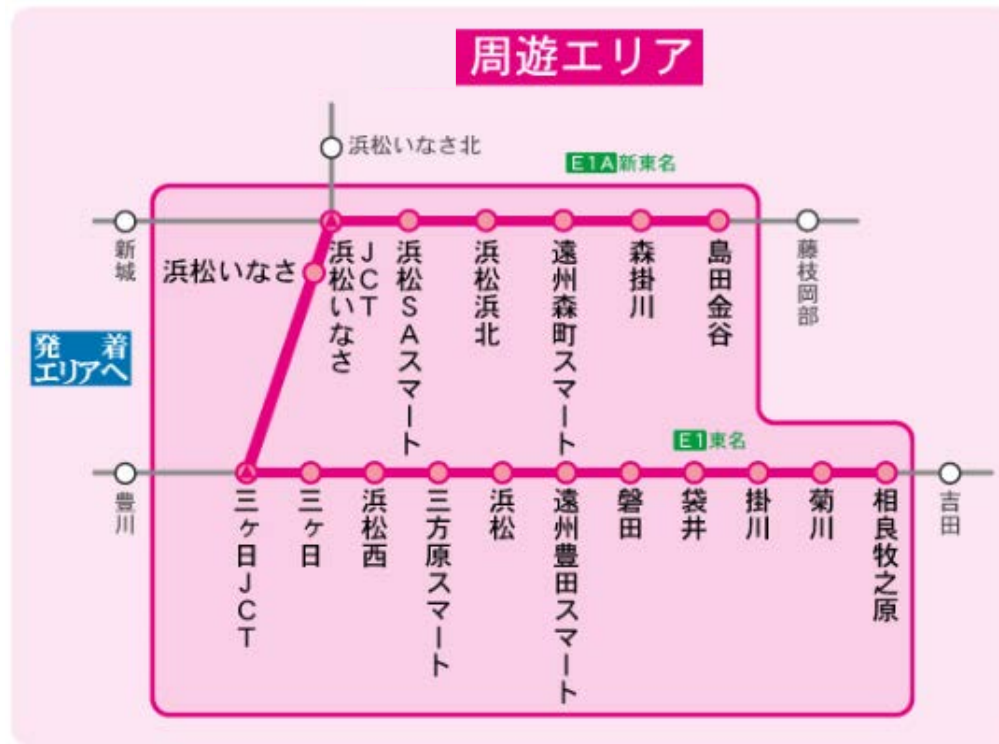 周遊エリア
浜松いなさ北
E1A 新東名
新城
浜松いなさ
浜松いなさJCT
浜松SAスマート
浜松浜北
遠州森町スマート
森掛川
島田金谷
藤枝岡部
発着
エリアへ
E1 東名
豊川
三ヶ日JCT
三ヶ日
浜松西
三方原スマート
浜松
遠州豊田スマート
磐田
袋井
掛川
菊川
相良牧之原
吉田